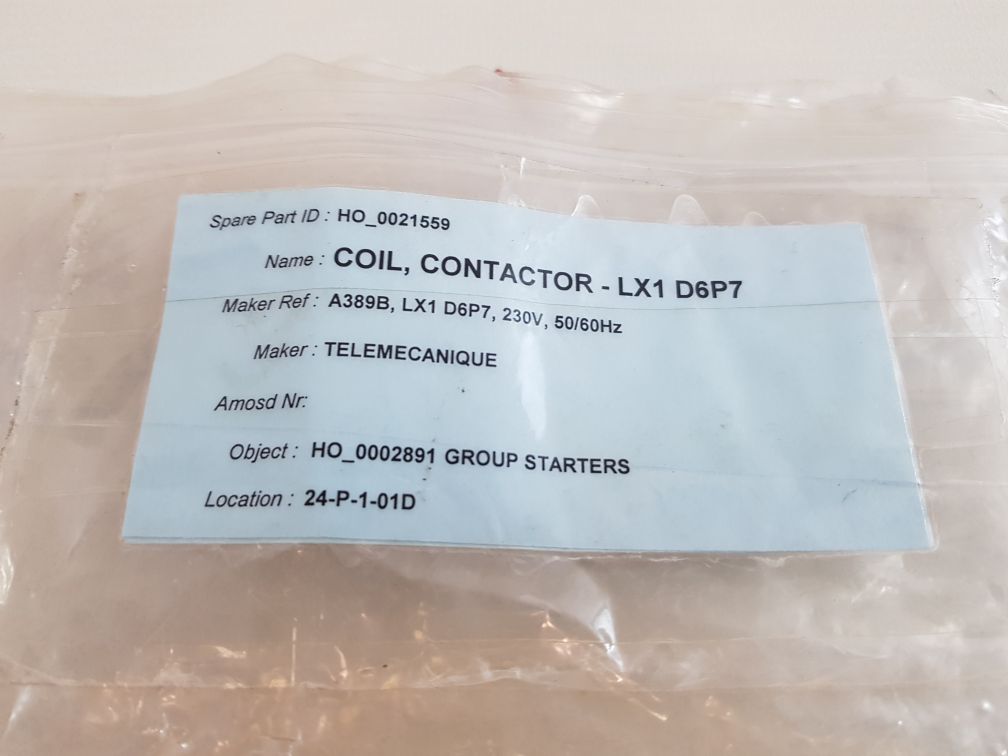 Spare Part ID : HO_0021559
Name : COIL, CONTACTOR - LX1 D6P7
Maker Ref : A389B, LX1 D6P7, 230V, 50/60Hz
Maker : TELEMECANIQUE
Amosd Nr:
Object : HO_0002891 GROUP STARTERS
Location : 24-P-1-01D